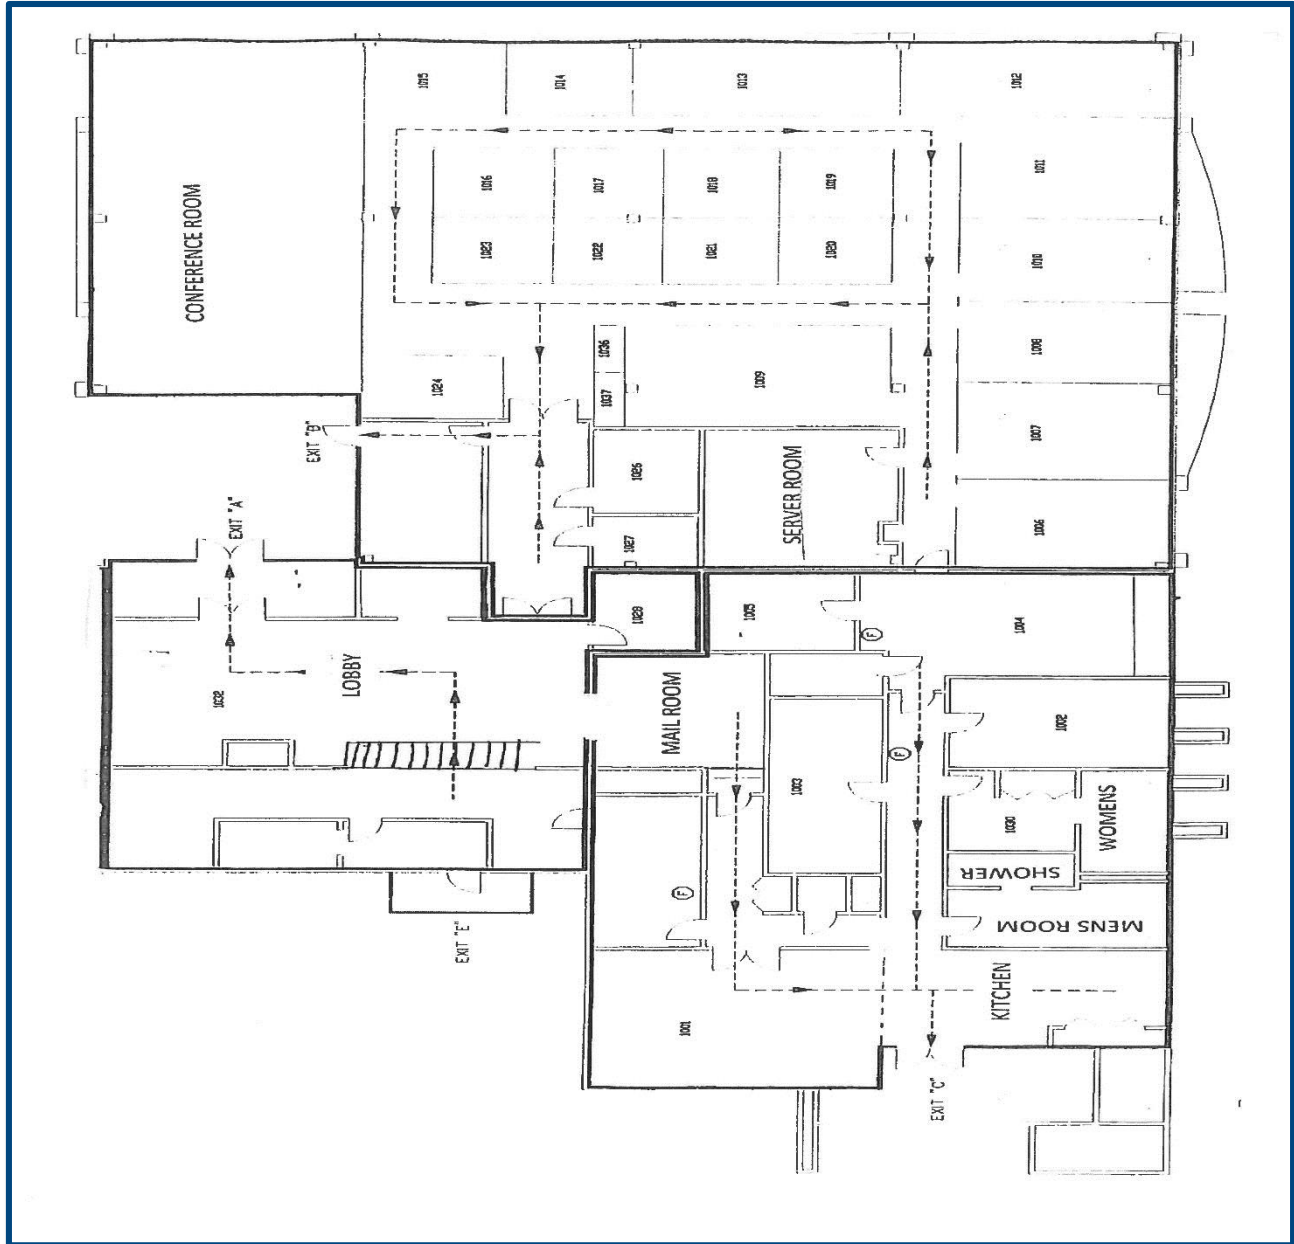 1015
1014
1013
1012
CONFERENCE ROOM
1016
1017
1018
1019
1011
1023
1022
1021
1020
1010
1024
1036
1037
1009
1008
1007
EXIT "B"
EXIT "A"
1026
1027
SERVER ROOM
1006
1028
1005
1004
LOBBY
1032
MAIL ROOM
F
1002
F
1003
1030
WOMENS
SHOWER
MENS ROOM
F
EXIT "E"
1001
KITCHEN
EXIT "C"